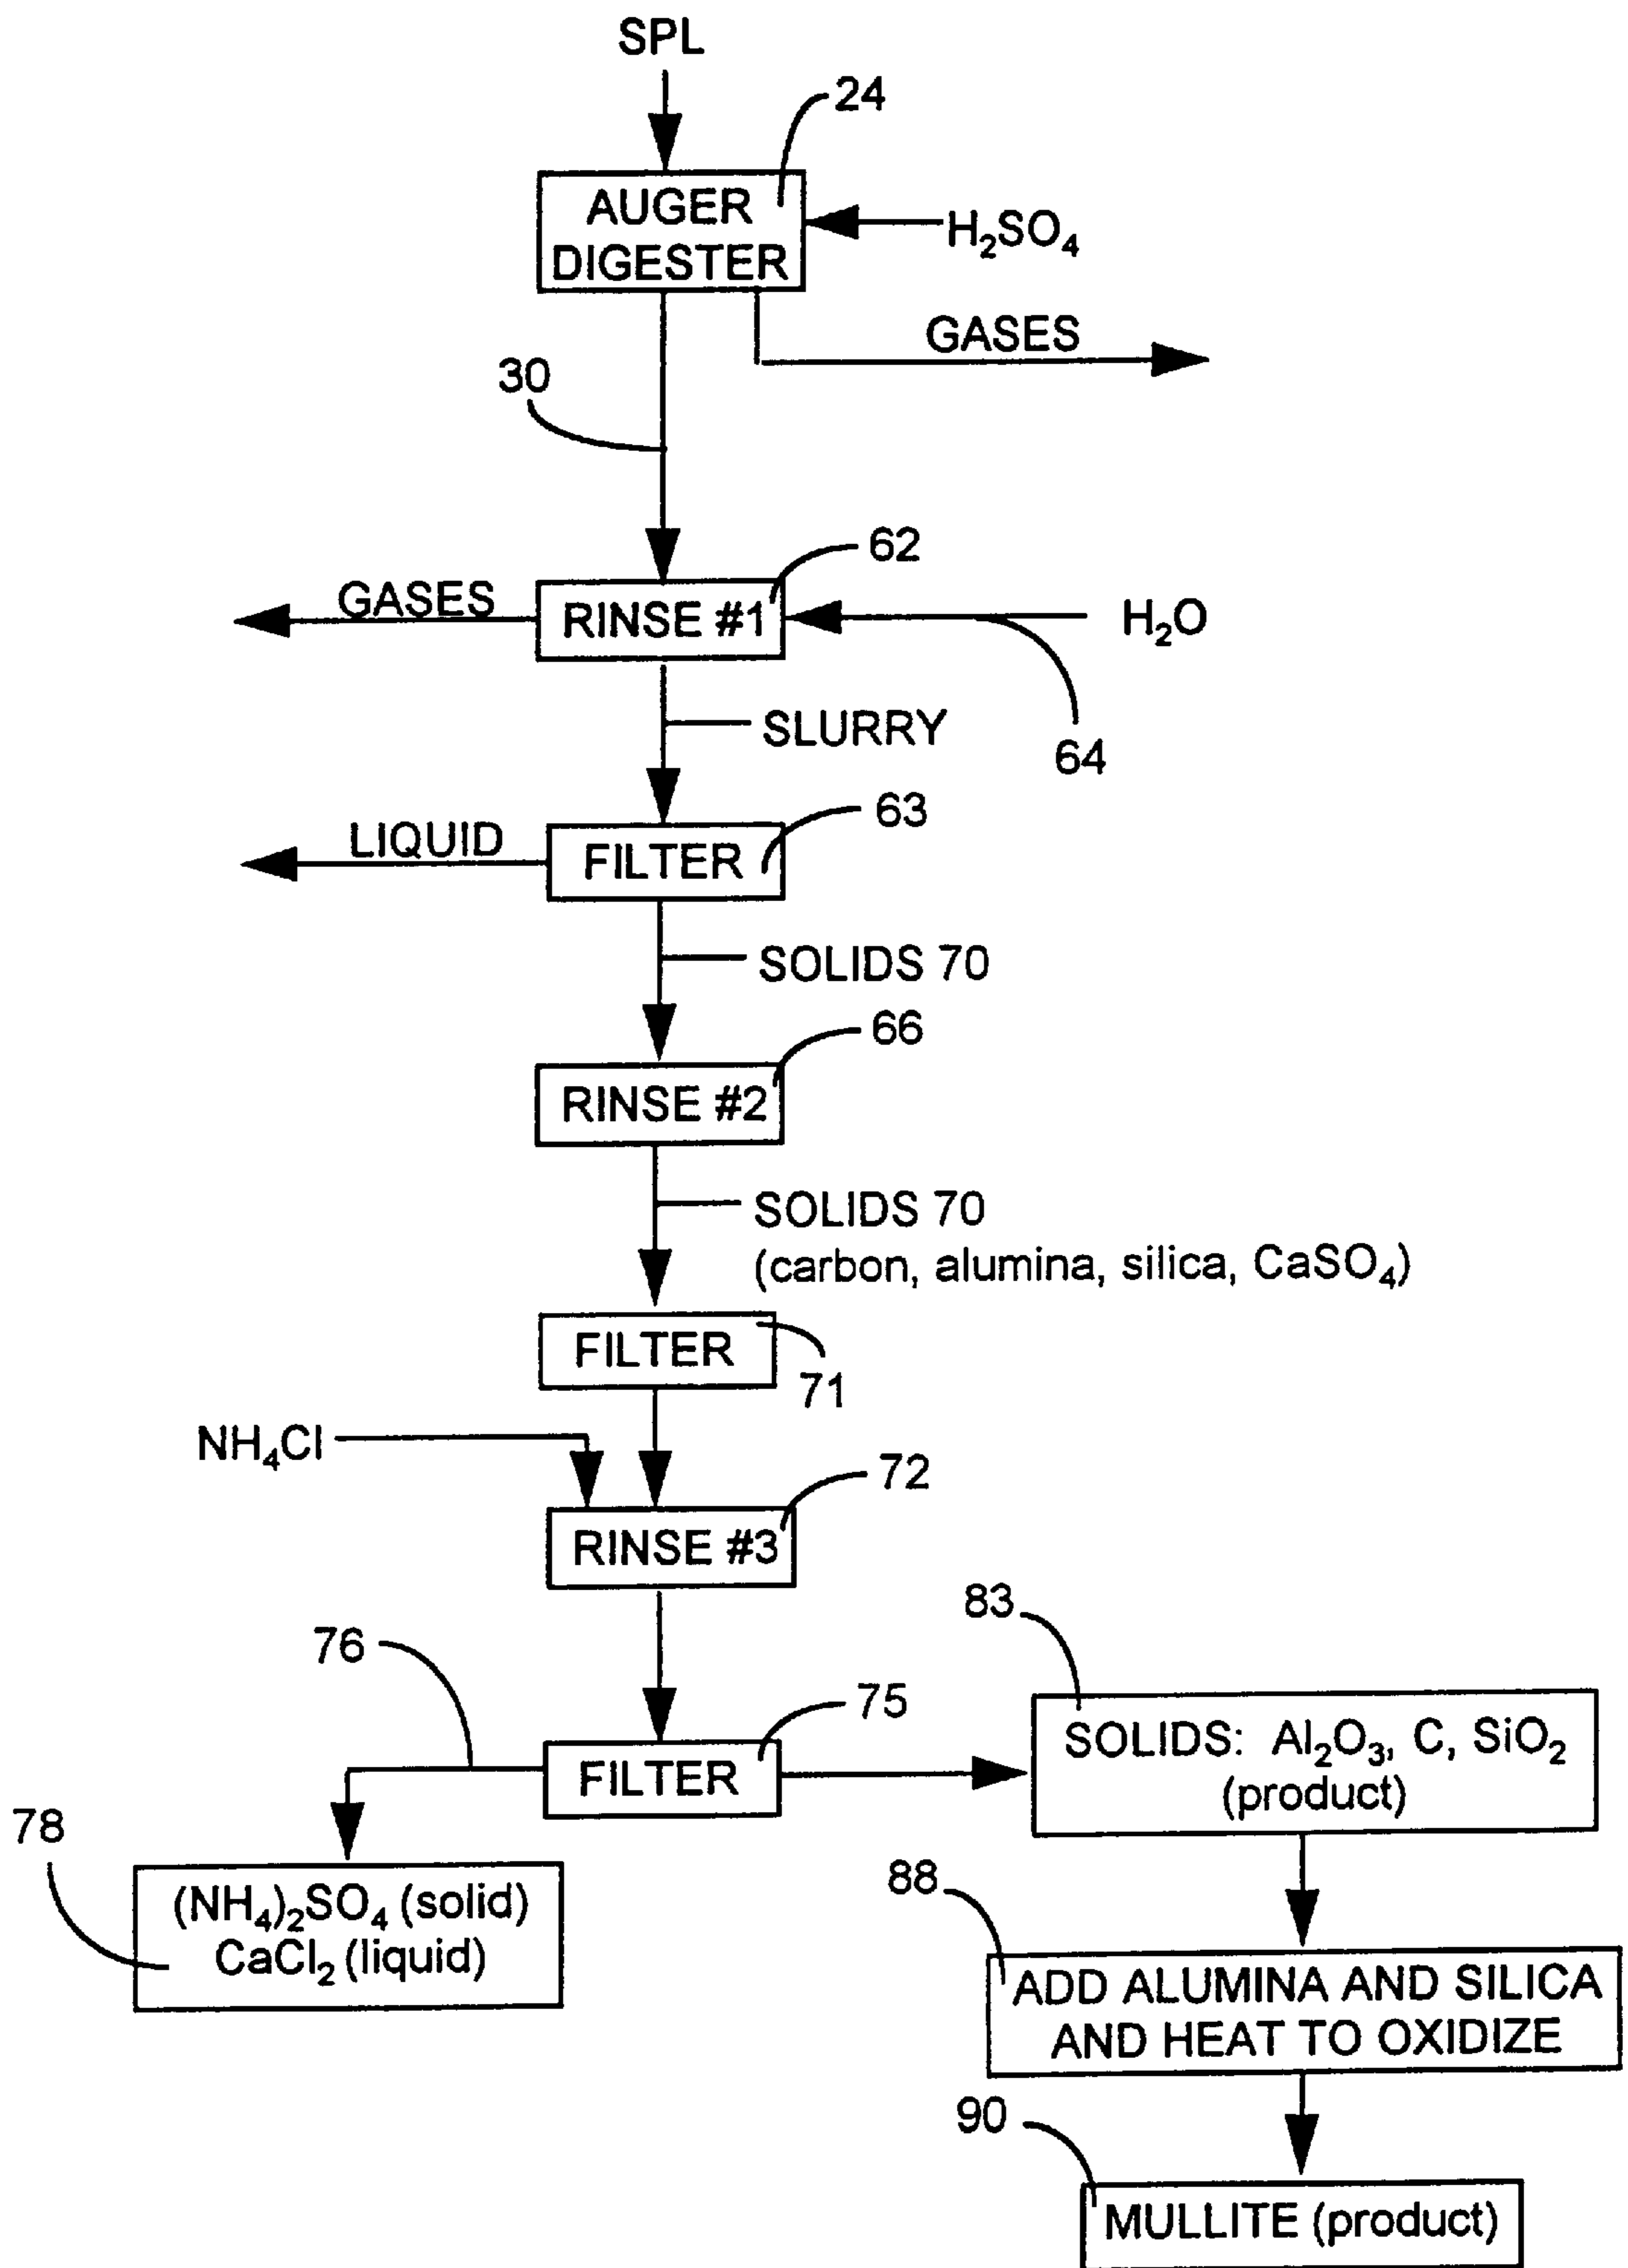 SPL
24
AUGER
DIGESTER
H₂SO₄
GASES
30
62
GASES
RINSE #1
H₂O
SLURRY
64
63
LIQUID
FILTER
SOLIDS 70
66
RINSE #2
SOLIDS 70
(carbon, alumina, silica, CaSO₄)
FILTER
71
NH₄Cl
72
RINSE #3
83
76
75
SOLIDS: Al₂O₃, C, SiO₂
(product)
FILTER
78
(NH₄)₂SO₄ (solid)
CaCl₂ (liquid)
88
ADD ALUMINA AND SILICA
AND HEAT TO OXIDIZE
90
MULLITE (product)